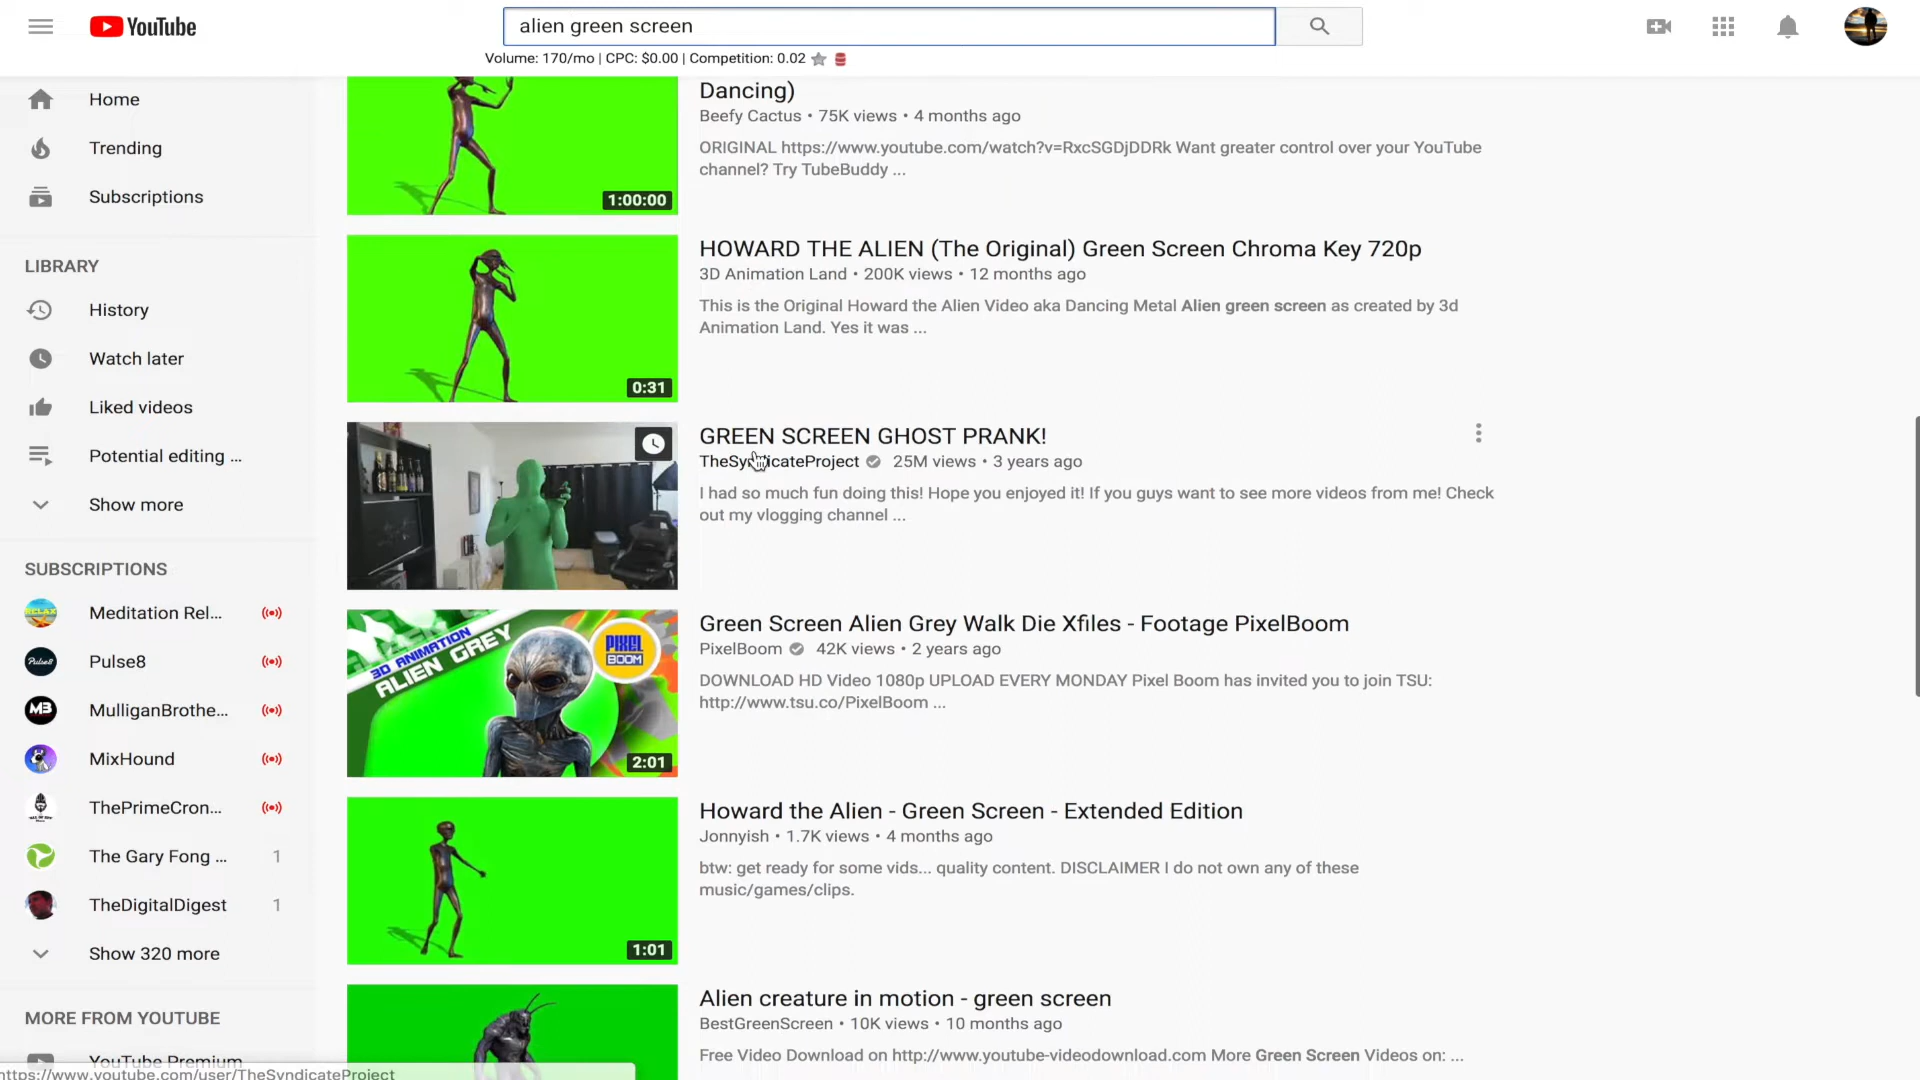 YouTube
alien green screen
Volume: 170/mo | CPC: $0.00 | Competition: 0.02
Home
Trending
Subscriptions
LIBRARY
History
Watch later
Liked videos
Potential editing ...
Show more
SUBSCRIPTIONS
Meditation Rel...
Pulse8
MulliganBrothe...
MixHound
ThePrimeCron...
The Gary Fong ... 1
TheDigitalDigest 1
Show 320 more
MORE FROM YOUTUBE
YouTube Premium
https://www.youtube.com/user/TheSyndicateProject
1:00:00
Dancing)
Beefy Cactus • 75K views • 4 months ago
ORIGINAL https://www.youtube.com/watch?v=RxcSGDjDDRk Want greater control over your YouTube
channel? Try TubeBuddy ...
0:31
HOWARD THE ALIEN (The Original) Green Screen Chroma Key 720p
3D Animation Land • 200K views • 12 months ago
This is the Original Howard the Alien Video aka Dancing Metal Alien green screen as created by 3d
Animation Land. Yes it was ...
GREEN SCREEN GHOST PRANK!
TheSyndicateProject 25M views • 3 years ago
I had so much fun doing this! Hope you enjoyed it! If you guys want to see more videos from me! Check
out my vlogging channel ...
3D ANIMATION
ALIEN GREY
PIXEL
BOOM
2:01
Green Screen Alien Grey Walk Die Xfiles - Footage PixelBoom
PixelBoom 42K views • 2 years ago
DOWNLOAD HD Video 1080p UPLOAD EVERY MONDAY Pixel Boom has invited you to join TSU:
http://www.tsu.co/PixelBoom ...
1:01
Howard the Alien - Green Screen - Extended Edition
Jonnyish • 1.7K views • 4 months ago
btw: get ready for some vids... quality content. DISCLAIMER I do not own any of these
music/games/clips.
Alien creature in motion - green screen
BestGreenScreen • 10K views • 10 months ago
Free Video Download on http://www.youtube-videodownload.com More Green Screen Videos on: ...